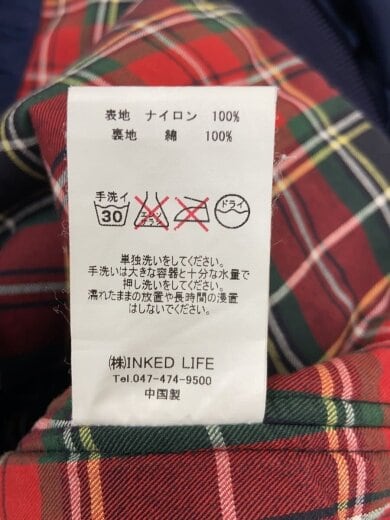 表地 ナイロン 100%
裏地 綿 100%
手洗イ
30
エンソ
サラシ
ドライ
単独洗いをしてください。
手洗いは大きな容器と十分な水量で
押し洗いをしてください。
濡れたままの放置や長時間の浸置
はしないでください。
㈱INKED LIFE
Tel.047-474-9500
中国製